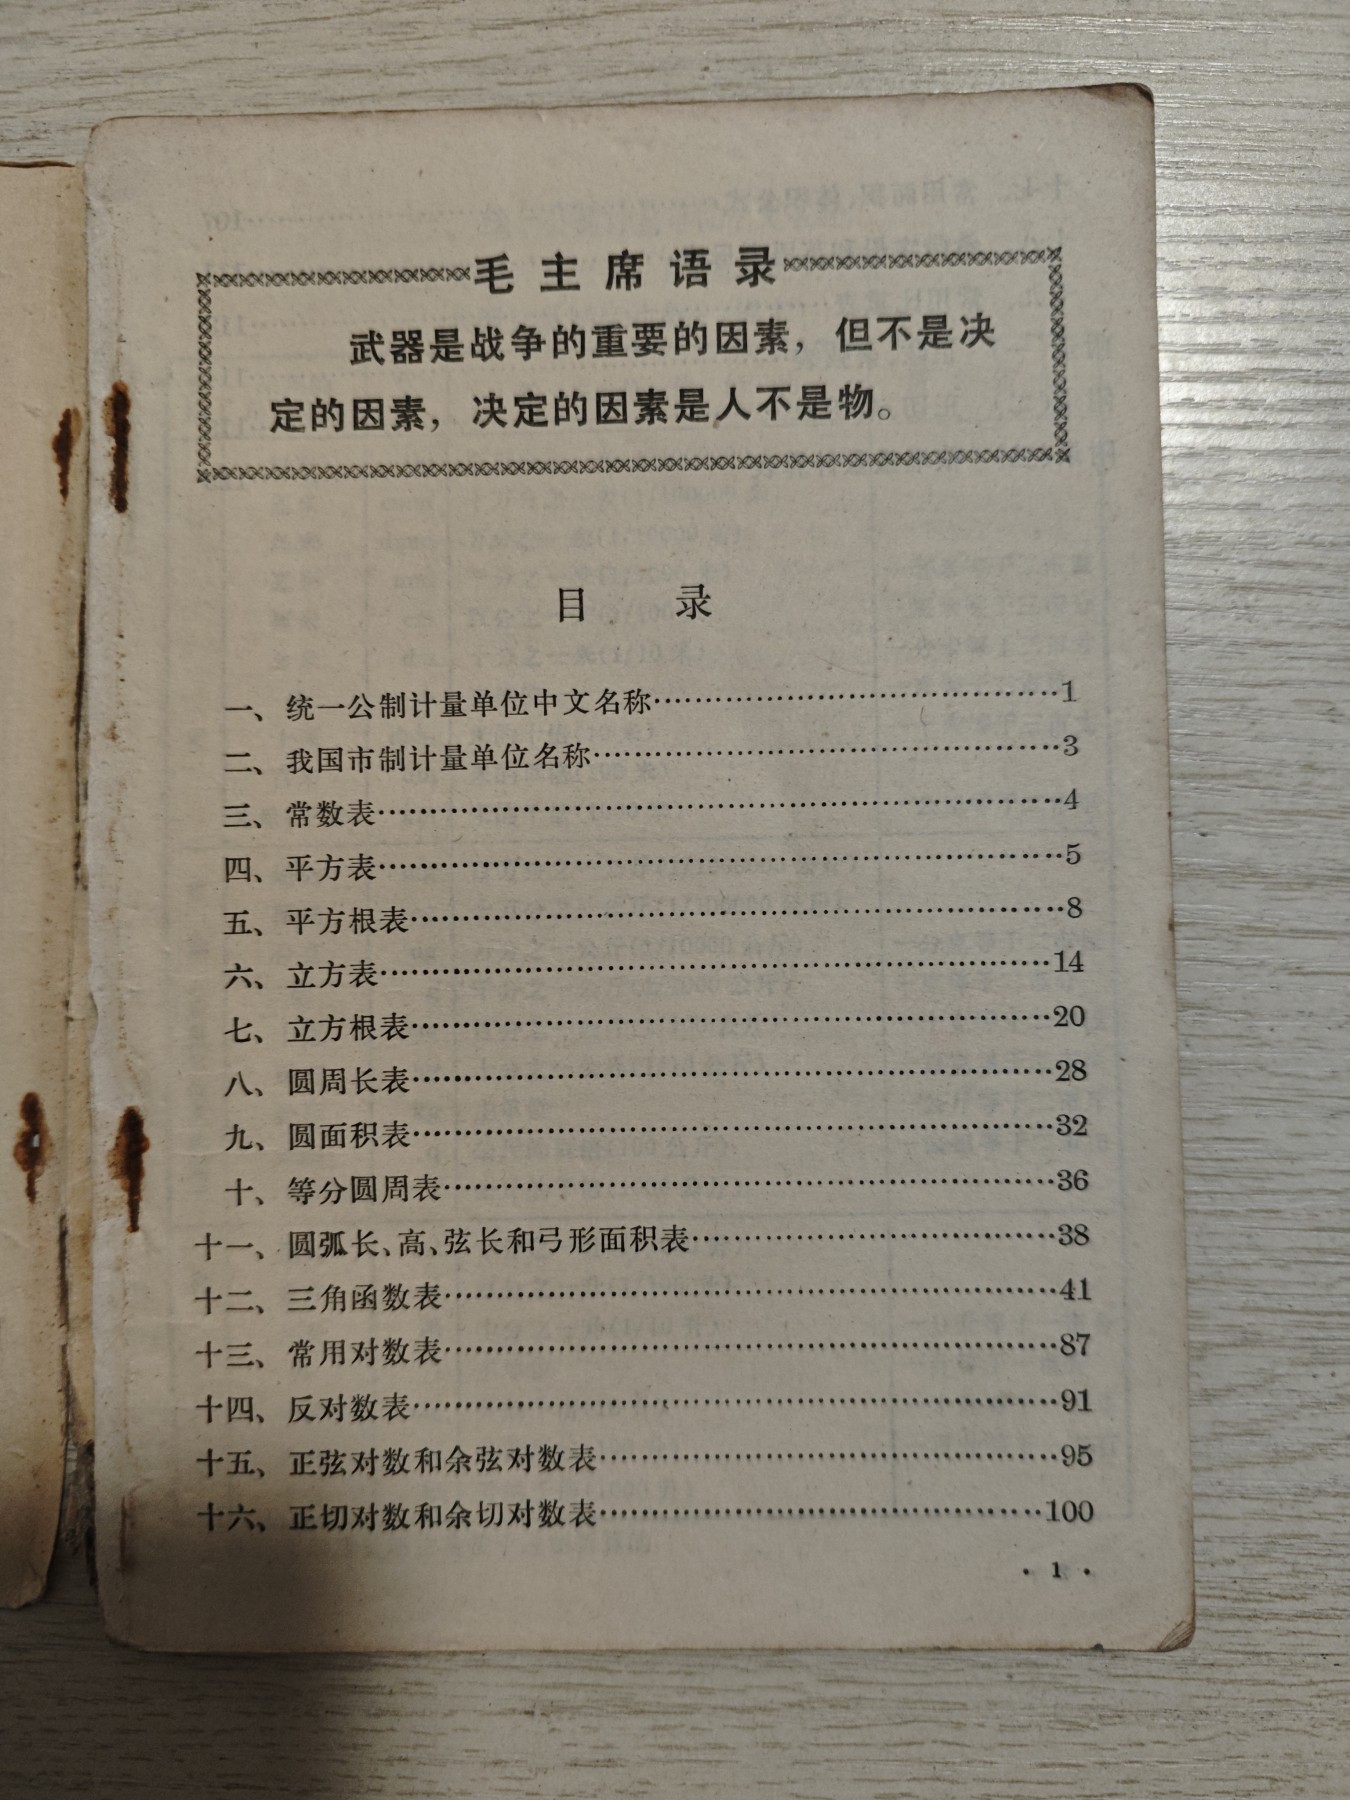 毛主席语录
武器是战争的重要的因素，但不是决
定的因素，决定的因素是人不是物。
目录
一、统一公制计量单位中文名称……1
二、我国市制计量单位名称……3
三、常数表……4
四、平方表……5
五、平方根表……8
六、立方表……14
七、立方根表……20
八、圆周长表……28
九、圆面积表……32
十、等分圆周表……36
十一、圆弧长、高、弦长和弓形面积表……38
十二、三角函数表……41
十三、常用对数表……87
十四、反对数表……91
十五、正弦对数和余弦对数表……95
十六、正切对数和余切对数表……100
· 1 ·